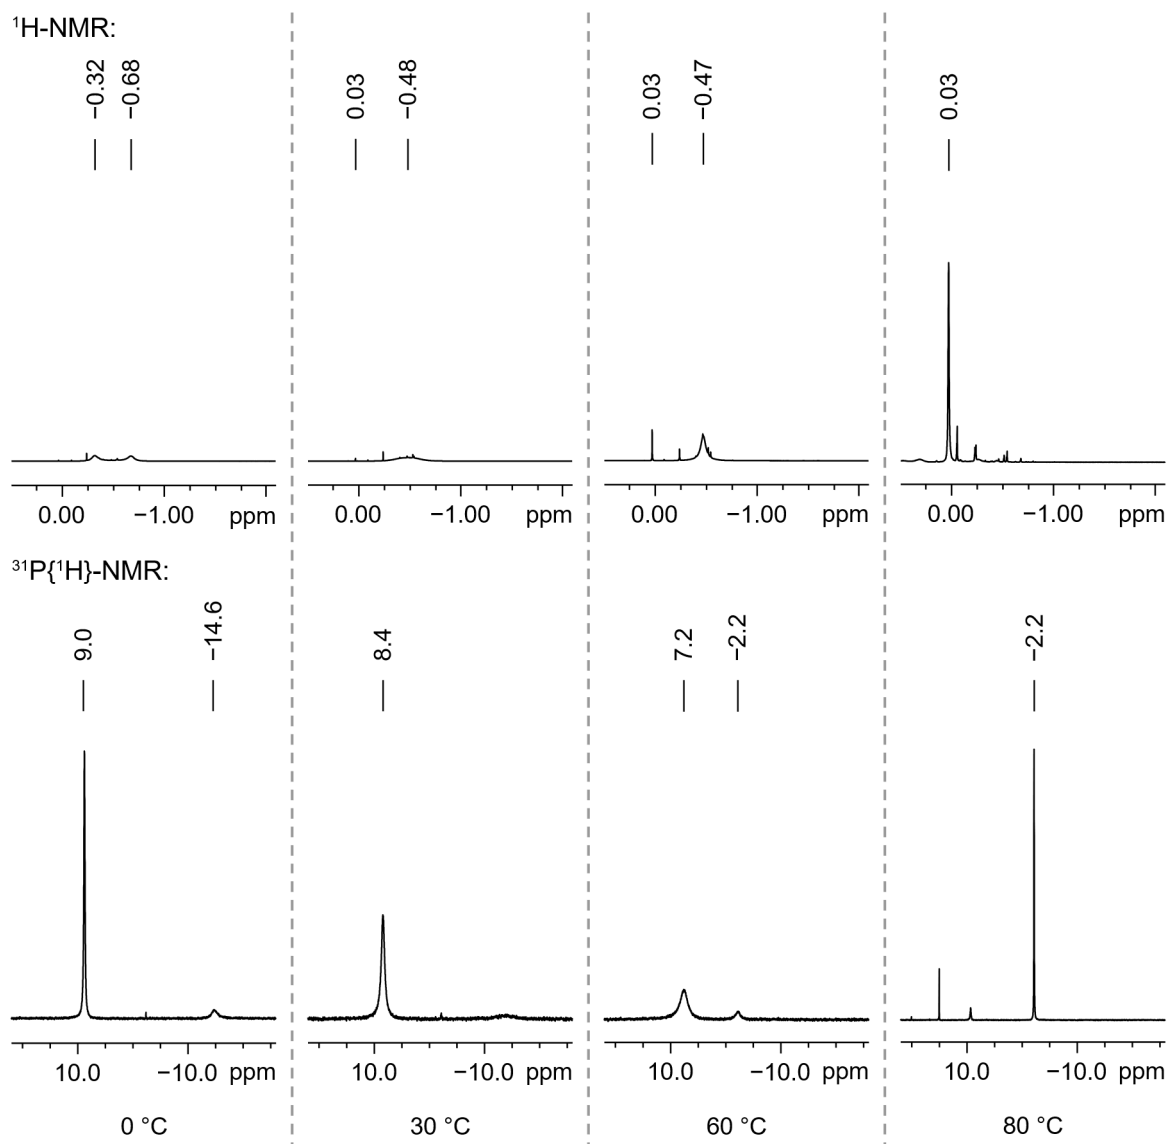 ¹H-NMR:
−0.32 −0.68 0.03 −0.48 0.03 −0.47 0.03
0.00 −1.00 ppm 0.00 −1.00 ppm 0.00 −1.00 ppm 0.00 −1.00 ppm
³¹P{¹H}-NMR:
9.0 −14.6 8.4 7.2 −2.2 −2.2
10.0 −10.0 ppm 10.0 −10.0 ppm 10.0 −10.0 ppm 10.0 −10.0 ppm
0 °C 30 °C 60 °C 80 °C